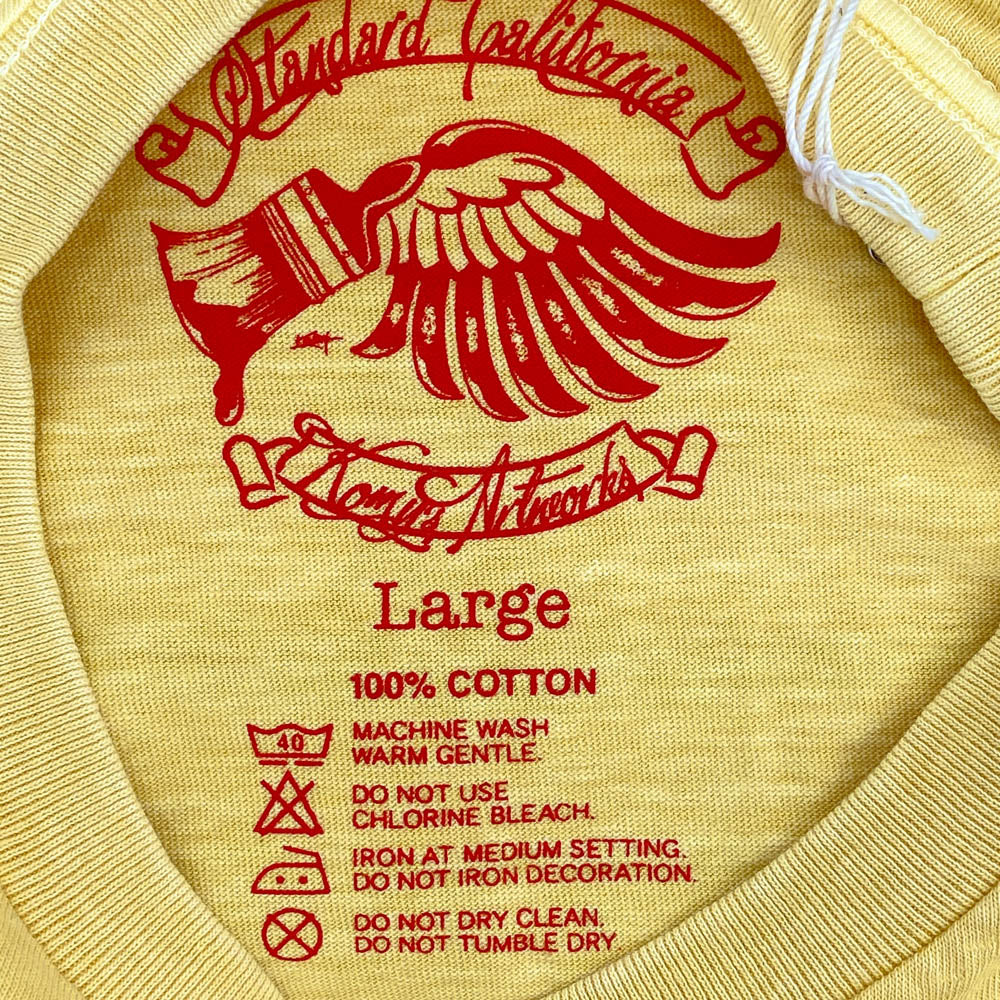 Standard California
Komy's Artworks
Large
100% COTTON
40
MACHINE WASH
WARM GENTLE.
DO NOT USE
CHLORINE BLEACH.
IRON AT MEDIUM SETTING.
DO NOT IRON DECORATION.
DO NOT DRY CLEAN.
DO NOT TUMBLE DRY.